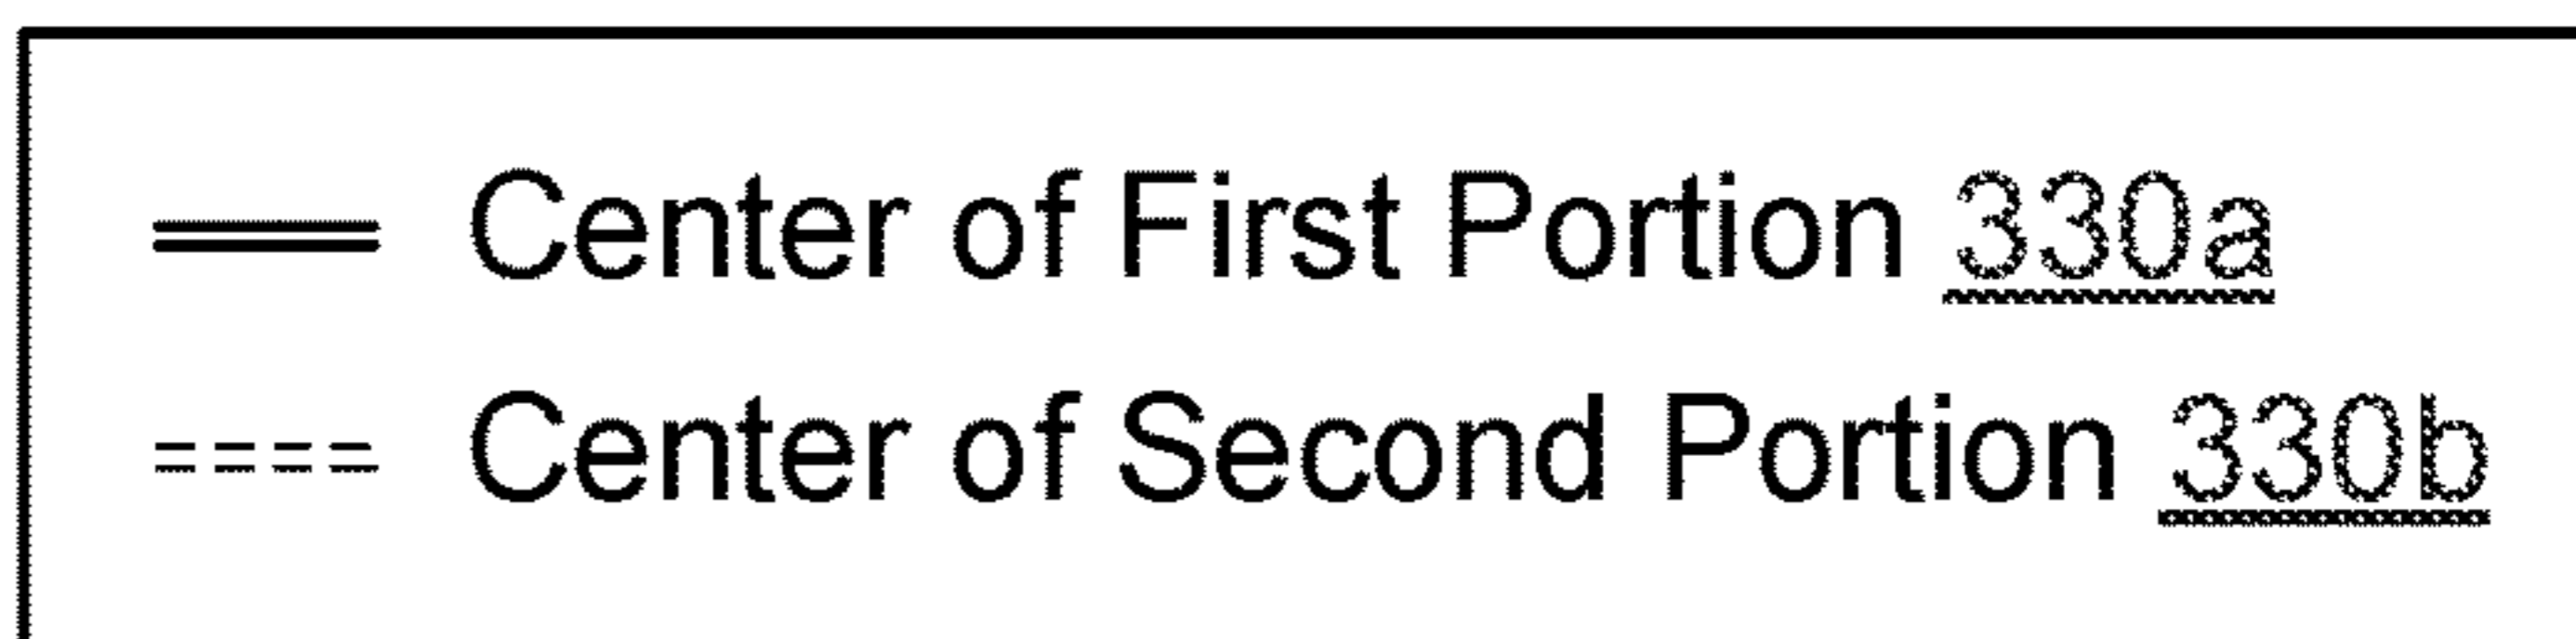 Center of First Portion 330a
Center of Second Portion 330b